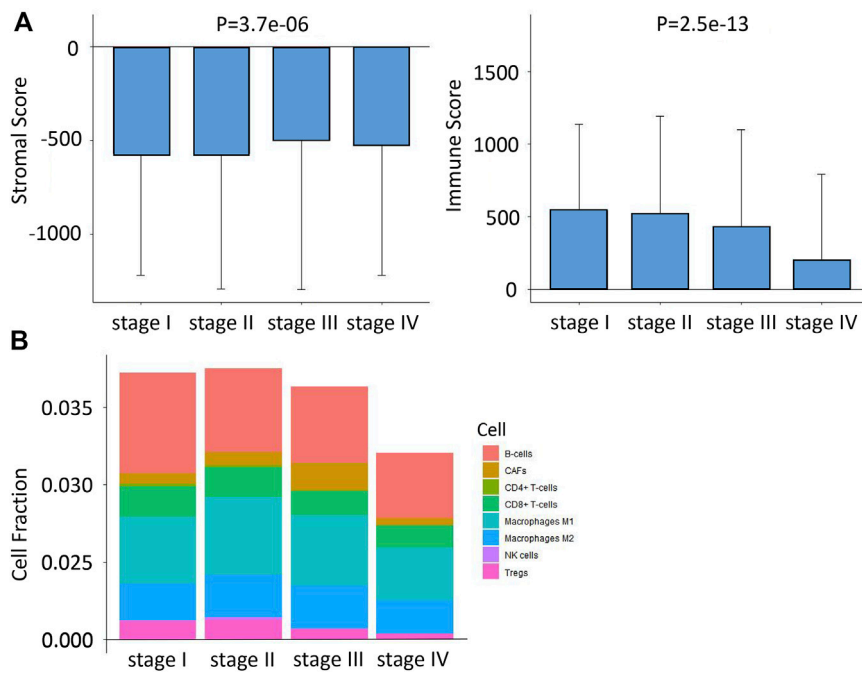 A
P=3.7e-06
Stromal Score
0
-500
-1000
stage I stage II stage III stage IV
P=2.5e-13
Immune Score
1500
1000
500
0
stage I stage II stage III stage IV
B
Cell Fraction
0.035
0.030
0.025
0.000
stage I stage II stage III stage IV
Cell
B-cells
CAFs
CD4+ T-cells
CD8+ T-cells
Macrophages M1
Macrophages M2
NK cells
Tregs